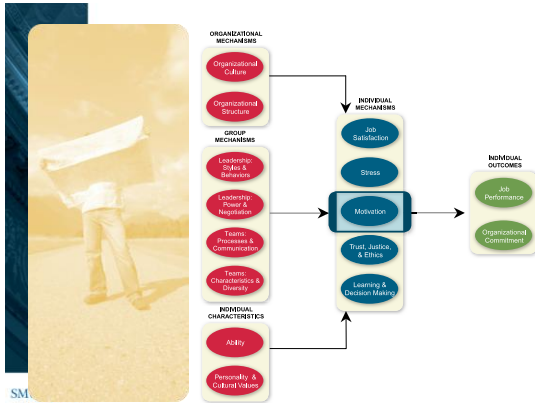 ORGANIZATIONAL
MECHANISMS
Organizational
Culture
Organizational
Structure
GROUP
MECHANISMS
Leadership:
Styles &
Behaviors
Leadership:
Power &
Negotiation
Teams:
Processes &
Communication
Teams:
Characteristics &
Diversity
INDIVIDUAL
CHARACTERISTICS
Ability
Personality &
Cultural Values
INDIVIDUAL
MECHANISMS
Job
Satisfaction
Stress
Motivation
Trust, Justice,
& Ethics
Learning &
Decision Making
INDIVIDUAL
OUTCOMES
Job
Performance
Organizational
Commitment